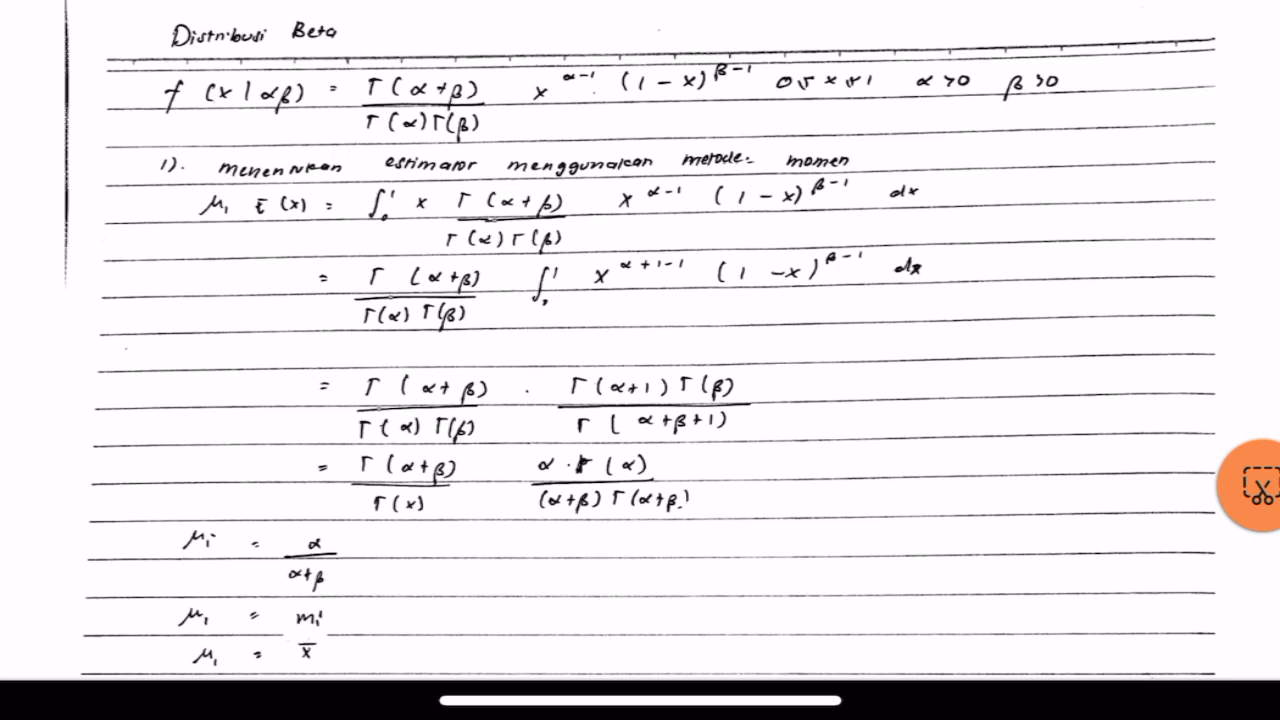 Distribusi Beta
f (x | αβ) = Γ(α+β) / Γ(α)Γ(β) x^α-1 (1-x)^β-1 0≤x≤1 α>0 β>0
1). menentukan estimator menggunakan metode momen
μ₁ E(x) = ∫₀¹ x Γ(α+β) / Γ(α)Γ(β) x^α-1 (1-x)^β-1 dx
= Γ(α+β) / Γ(α)Γ(β) ∫₀¹ x^α+1-1 (1-x)^β-1 dx
= Γ(α+β) / Γ(α)Γ(β) . Γ(α+1)Γ(β) / Γ(α+β+1)
= Γ(α+β) / Γ(x) α.Γ(α) / (α+β)Γ(α+β)
μ₁' = α / α+β
μ₁ = m₁'
μ₁ = x̄